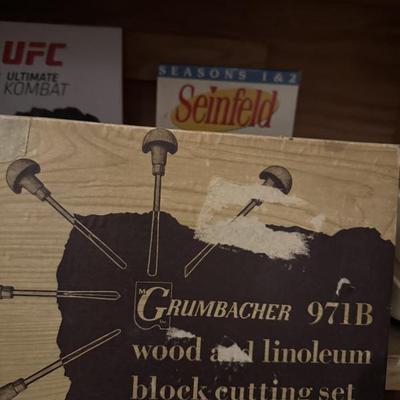 UFC
ULTIMATE
KOMBAT
SEASONS 1 & 2
Seinfeld
GRUMBACHER 971B
wood and linoleum
block cutting set